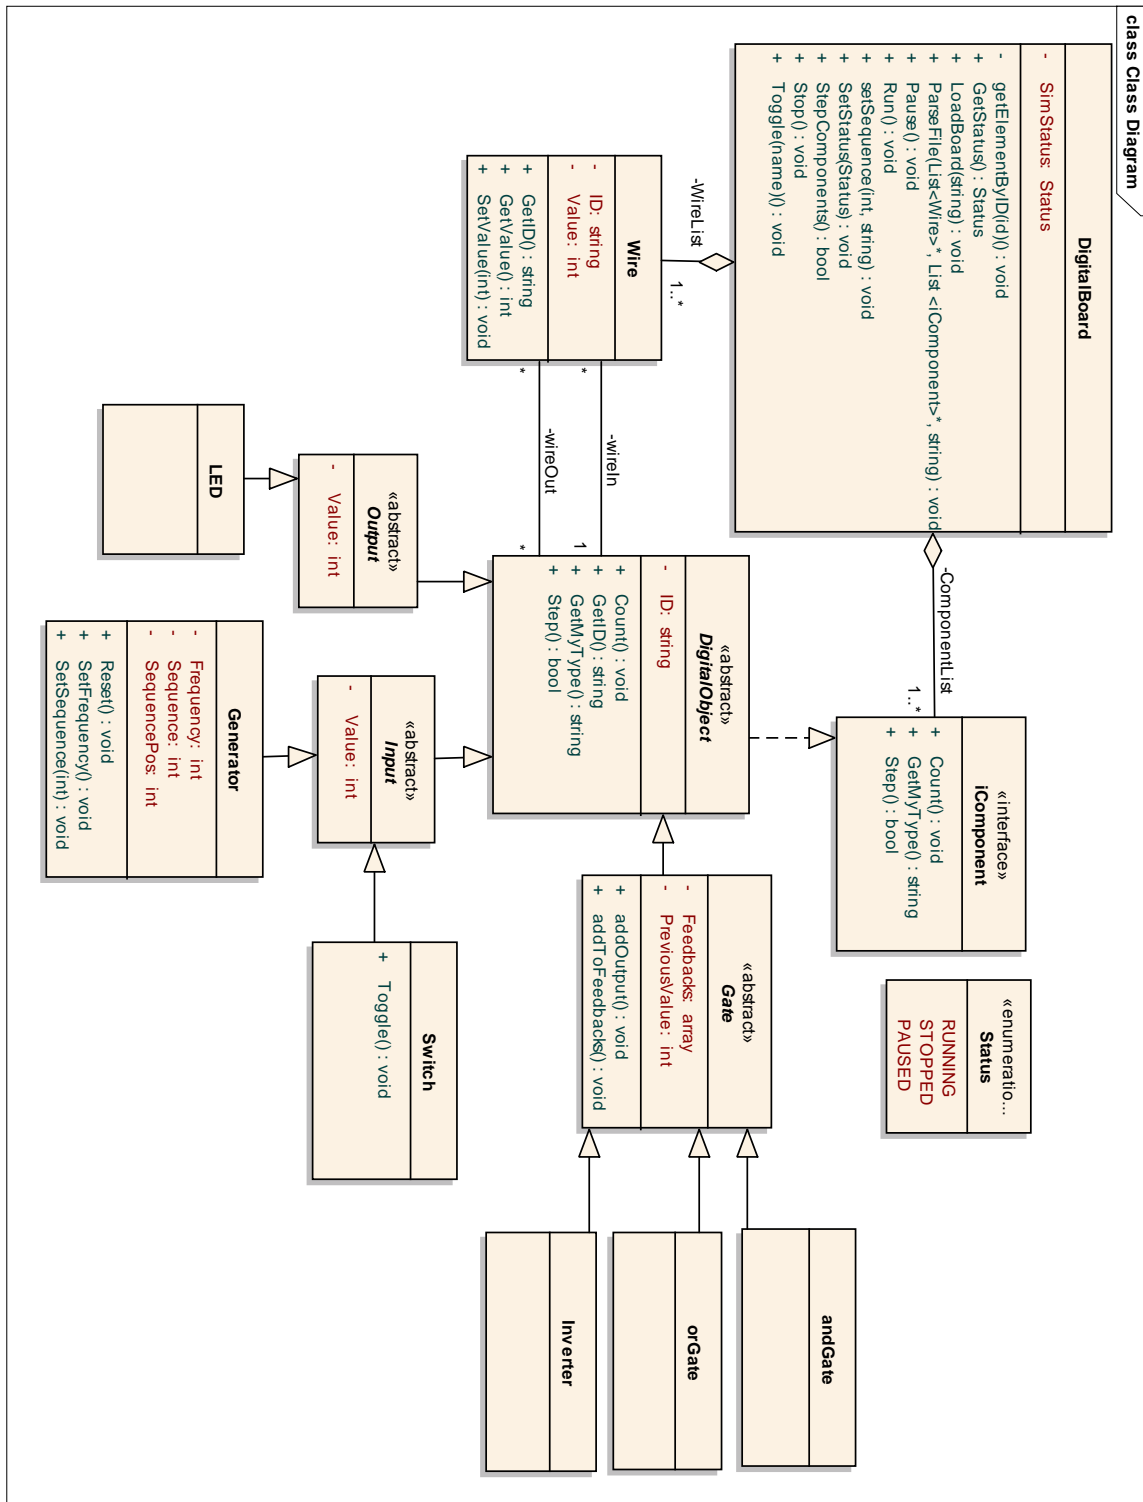 class Class Diagram
DigitalBoard
- SimStatus: Status
- getElementByID(id)() : void
+ GetStatus() : Status
+ LoadBoard(string) : void
+ ParseFile(List<Wire>*, List <iComponent>*, string) : void
+ Pause() : void
+ Run() : void
+ setSequence(int, string) : void
+ SetStatus(Status) : void
+ StepComponents() : bool
+ Stop() : void
+ Toggle(name)() : void
-ComponentList
1..*
«interface»
iComponent
+ Count() : void
+ GetMyType() : string
+ Step() : bool
«enumeratio...
Status
RUNNING
STOPPED
PAUSED
-WireList
1..*
Wire
- ID: string
- Value: int
+ GetID() : string
+ GetValue() : int
+ SetValue(int) : void
*
-wireIn
1
*
-wireOut
*
«abstract»
DigitalObject
- ID: string
+ Count() : void
+ GetID() : string
+ GetMyType() : string
+ Step() : bool
«abstract»
Gate
- Feedbacks: array
- PreviousValue: int
+ addOutput() : void
+ addToFeedbacks() : void
andGate
orGate
Inverter
«abstract»
Output
- Value: int
«abstract»
Input
- Value: int
LED
Generator
- Frequency: int
- Sequence: int
- SequencePos: int
+ Reset() : void
+ SetFrequency() : void
+ SetSequence(int) : void
Switch
+ Toggle() : void